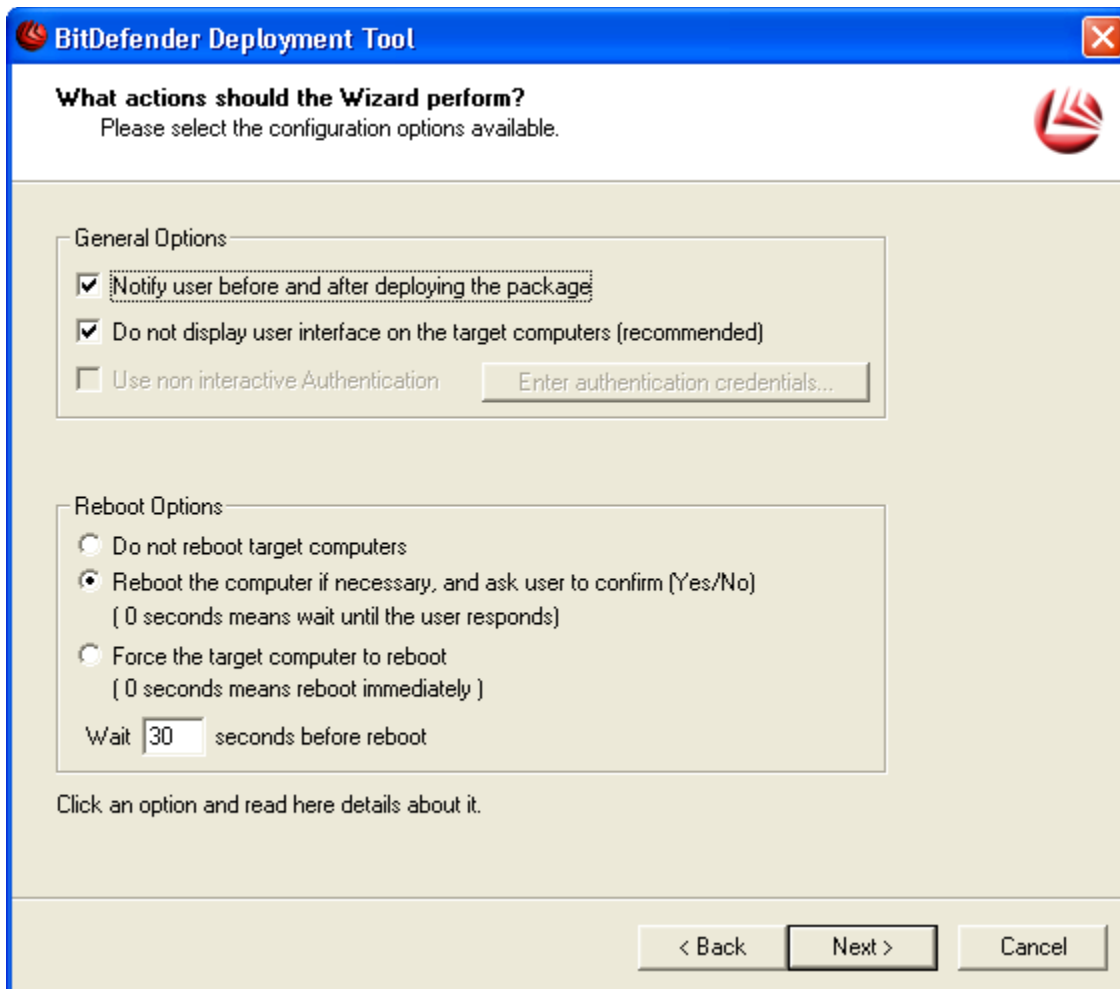 BitDefender Deployment Tool
What actions should the Wizard perform?
Please select the configuration options available.
General Options
Notify user before and after deploying the package
Do not display user interface on the target computers (recommended)
Use non interactive Authentication
Enter authentication credentials...
Reboot Options
Do not reboot target computers
Reboot the computer if necessary, and ask user to confirm (Yes/No)
( 0 seconds means wait until the user responds)
Force the target computer to reboot
( 0 seconds means reboot immediately )
Wait 30 seconds before reboot
Click an option and read here details about it.
< Back Next > Cancel